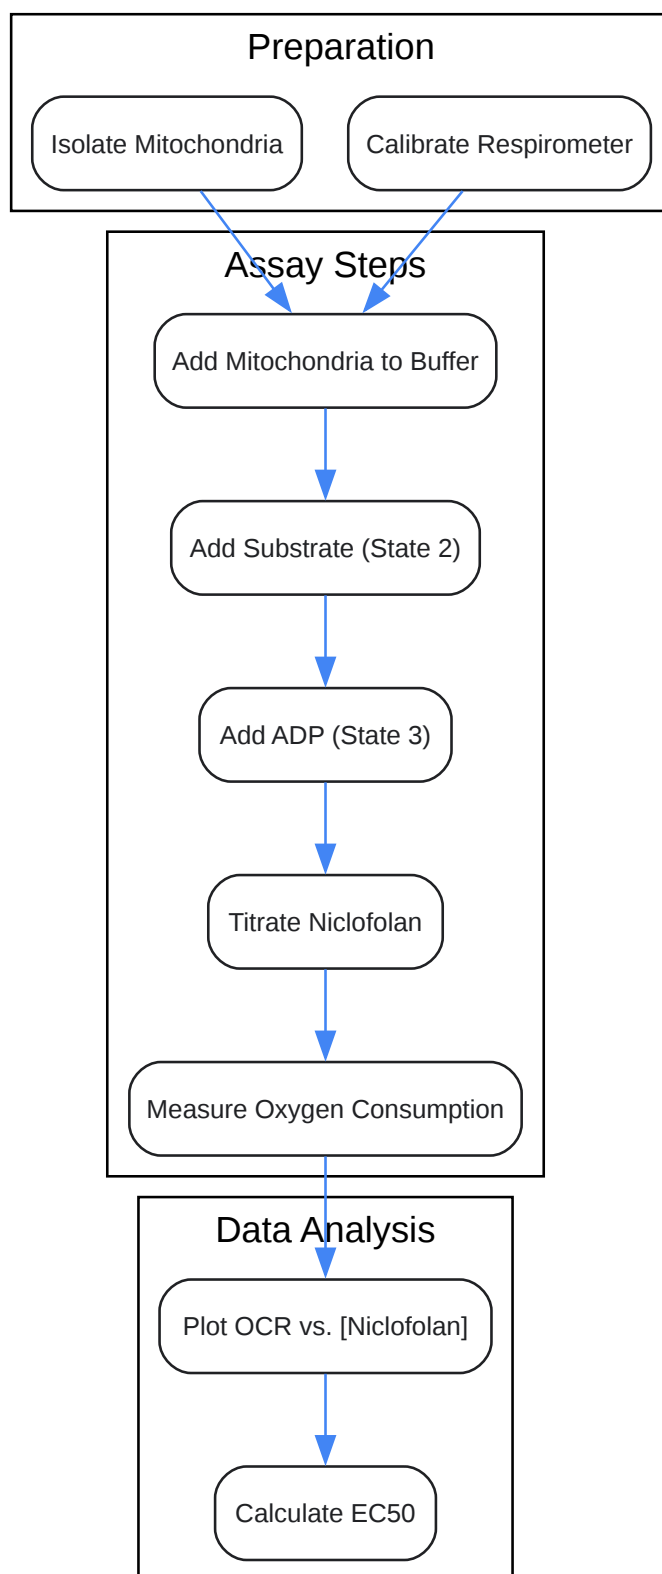 Preparation
Isolate Mitochondria
Calibrate Respirometer
Assay Steps
Add Mitochondria to Buffer
Add Substrate (State 2)
Add ADP (State 3)
Titrate Niclofolan
Measure Oxygen Consumption
Data Analysis
Plot OCR vs. [Niclofolan]
Calculate EC50